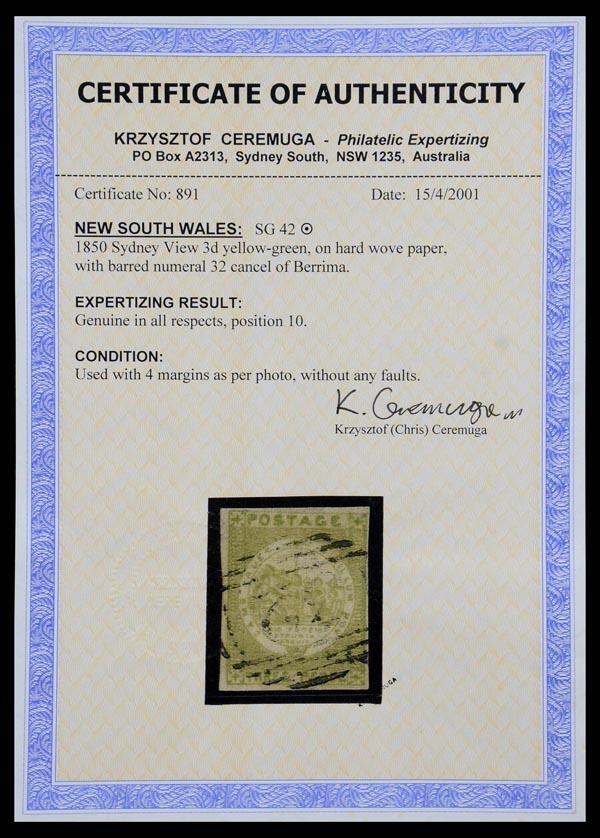 CERTIFICATE OF AUTHENTICITY
KRZYSZTOF CEREMUGA - Philatelic Expertizing
PO Box A2313, Sydney South, NSW 1235, Australia
Certificate No: 891 Date: 15/4/2001
NEW SOUTH WALES: SG 42 ⊙
1850 Sydney View 3d yellow-green, on hard wove paper,
with barred numeral 32 cancel of Berrima.
EXPERTIZING RESULT:
Genuine in all respects, position 10.
CONDITION:
Used with 4 margins as per photo, without any faults.
K. Ceremuga
Krzysztof (Chris) Ceremuga
POSTAGE